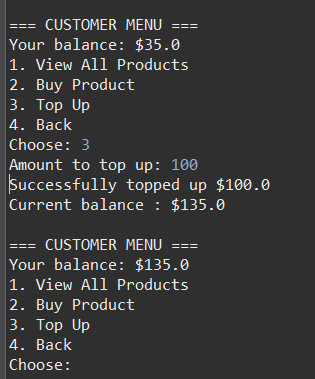 === CUSTOMER MENU ===
Your balance: $35.0
1. View All Products
2. Buy Product
3. Top Up
4. Back
Choose: 3
Amount to top up: 100
Successfully topped up $100.0
Current balance : $135.0
=== CUSTOMER MENU ===
Your balance: $135.0
1. View All Products
2. Buy Product
3. Top Up
4. Back
Choose: